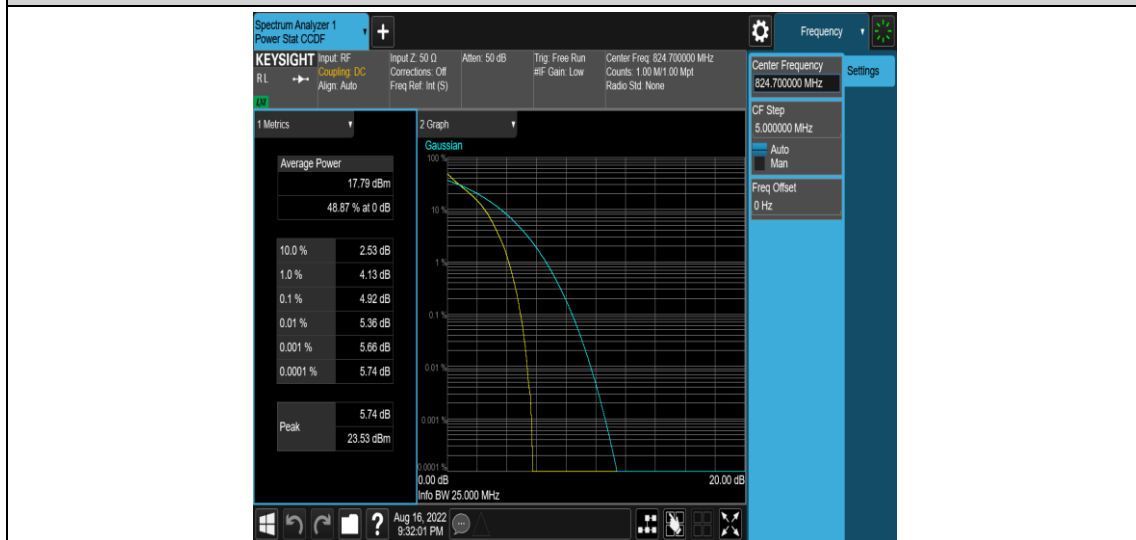 Spectrum Analyzer 1
Power Stat CCDF
+
Frequency
KEYSIGHT
RL
LXI
Input: RF
Coupling: DC
Align: Auto
Input Z: 50 Ω
Corrections: Off
Freq Ref: Int (S)
Atten: 50 dB
Trig: Free Run
#IF Gain: Low
Center Freq: 824.700000 MHz
Counts: 1.00 M/1.00 Mpt
Radio Std: None
Center Frequency
824.700000 MHz
Settings
CF Step
5.000000 MHz
Auto
Man
Freq Offset
0 Hz
1 Metrics
Average Power
17.79 dBm
48.87 % at 0 dB
10.0 % 2.53 dB
1.0 % 4.13 dB
0.1 % 4.92 dB
0.01 % 5.36 dB
0.001 % 5.66 dB
0.0001 % 5.74 dB
Peak
5.74 dB
23.53 dBm
2 Graph
Gaussian
100 %
10 %
1 %
0.1 %
0.01 %
0.001 %
0.0001 %
0.00 dB 20.00 dB
Info BW 25.000 MHz
?
Aug 16, 2022
9:32:01 PM